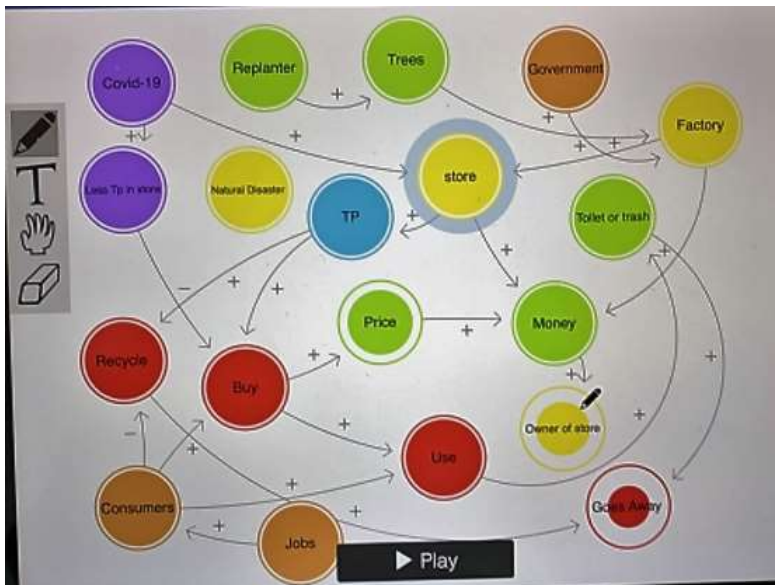 Covid-19
Replanter
Trees
Government
Factory
Less Tp in store
Natural Disaster
TP
store
Toilet or trash
T
Price
Money
Recycle
Buy
Owner of store
Use
Consumers
Jobs
Goes Away
Play
+
+
+
+
+
+
+
+
+
+
+
−
+
+
+
+
+
+
−
+
+
+
+
+